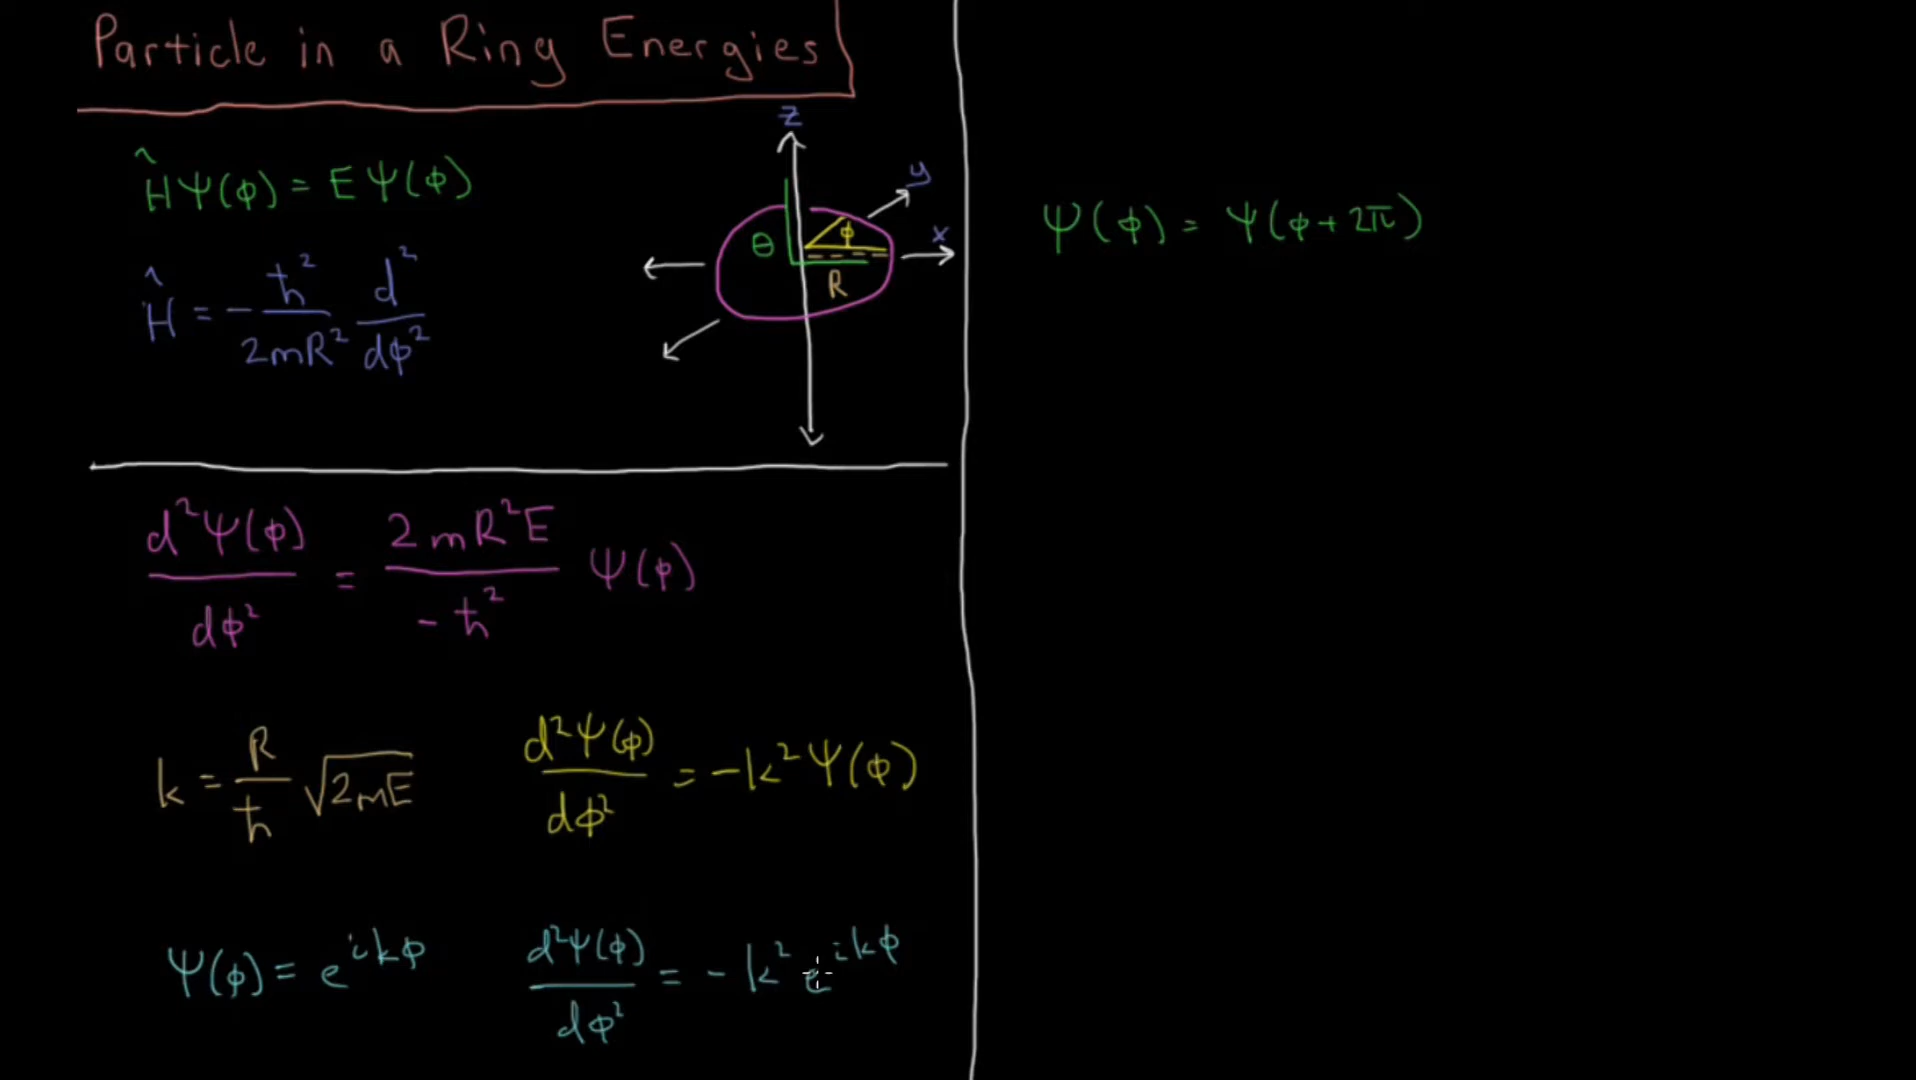 Particle in a Ring Energies
ĤΨ(ϕ) = EΨ(ϕ)
Ĥ = -ℏ²/2mR² d²/dϕ²
z
y
x
θ
ϕ
R
d²Ψ(ϕ)/dϕ² = 2mR²E/-ℏ² Ψ(ϕ)
k = R/ℏ √2mE
d²Ψ(ϕ)/dϕ² = -k²Ψ(ϕ)
Ψ(ϕ) = e^{ikϕ}
d²Ψ(ϕ)/dϕ² = -k² e^{ikϕ}
Ψ(ϕ) = Ψ(ϕ+2π)